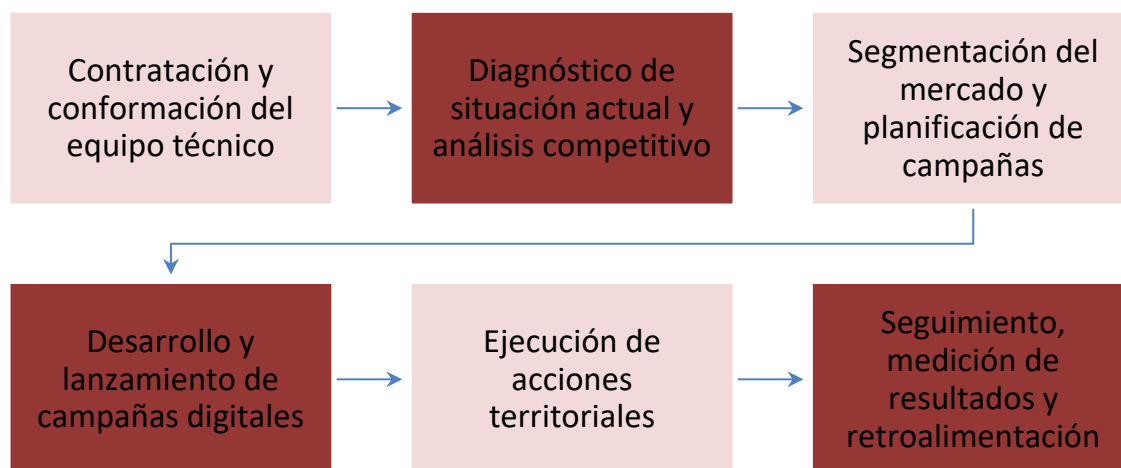 Contratación y
conformación del
equipo técnico
Diagnóstico de
situación actual y
análisis competitivo
Segmentación del
mercado y
planificación de
campañas
Desarrollo y
lanzamiento de
campañas digitales
Ejecución de
acciones
territoriales
Seguimiento,
medición de
resultados y
retroalimentación